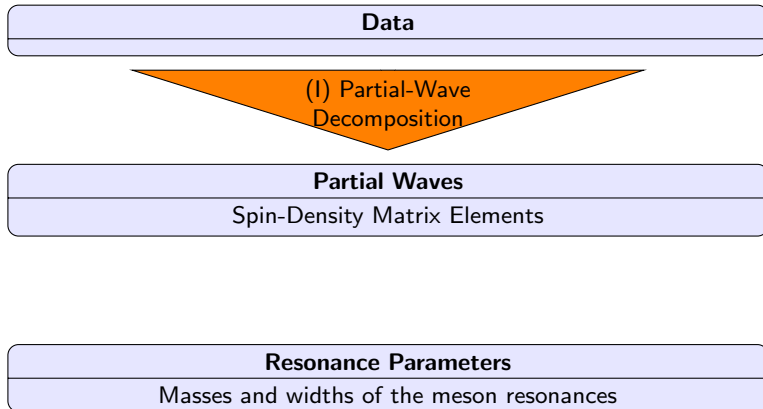 Data
(I) Partial-Wave
Decomposition
Partial Waves
Spin-Density Matrix Elements
Resonance Parameters
Masses and widths of the meson resonances